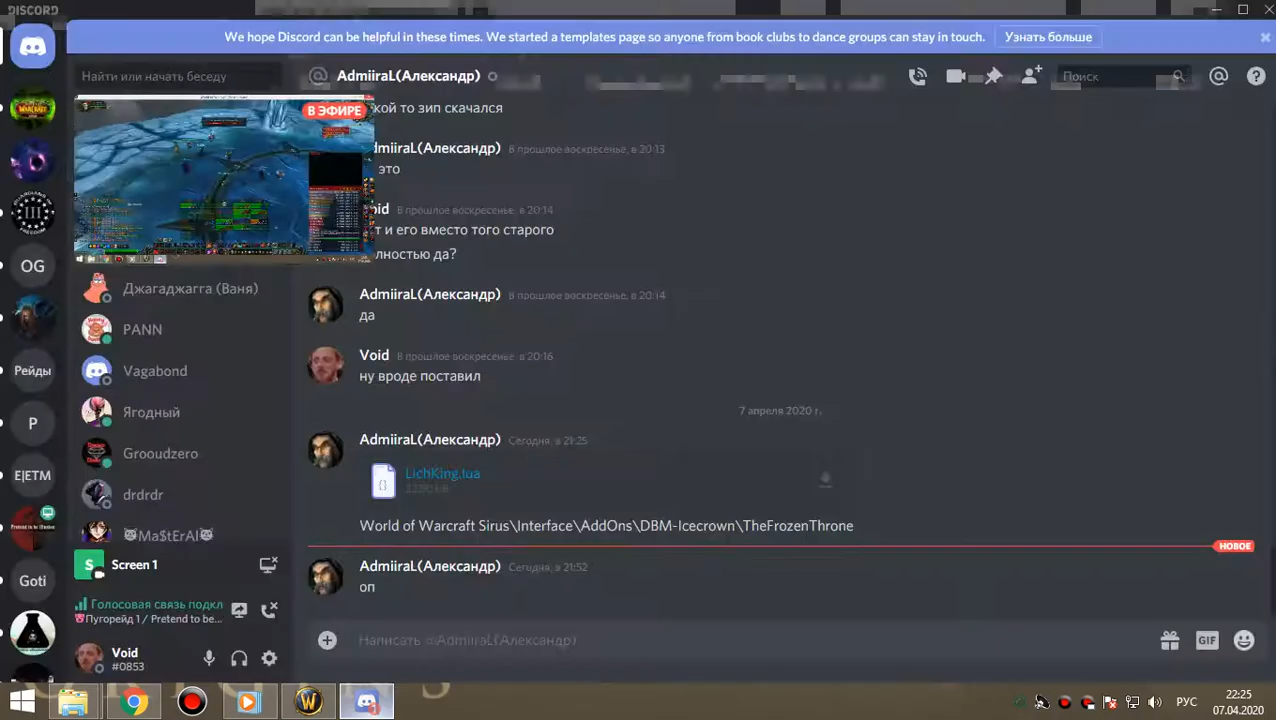 DISCORD
We hope Discord can be helpful in these times. We started a templates page so anyone from book clubs to dance groups can stay in touch.
Узнать больше
Найти или начать беседу
AdmiiraL(Александр)
Поиск
В ЭФИРЕ
кой то зип скачался
dmiiraL(Александр) В прошлое воскресенье, в 20:13
это
oid В прошлое воскресенье, в 20:14
т и его вместо того старого
лностью да?
AdmiiraL(Александр) В прошлое воскресенье, в 20:14
да
Void В прошлое воскресенье, в 20:16
ну вроде поставил
7 апреля 2020 г.
AdmiiraL(Александр) Сегодня, в 21:25
LichKing.lua
World of Warcraft Sirus\Interface\AddOns\DBM-Icecrown\TheFrozenThrone
НОВОЕ
AdmiiraL(Александр) Сегодня, в 21:52
оп
Написать @AdmiiraL(Александр)
GIF
OG
Рейды
P
E|ETM
Goti
Джагаджагга (Ваня)
PANN
Vagabond
Ягодный
Grooudzero
drdrdr
Ma$tErAl
S
Screen 1
Голосовая связь подкл
Пугорейд 1 / Pretend to be...
Void
#0853
РУС
22:25
07.04.2020